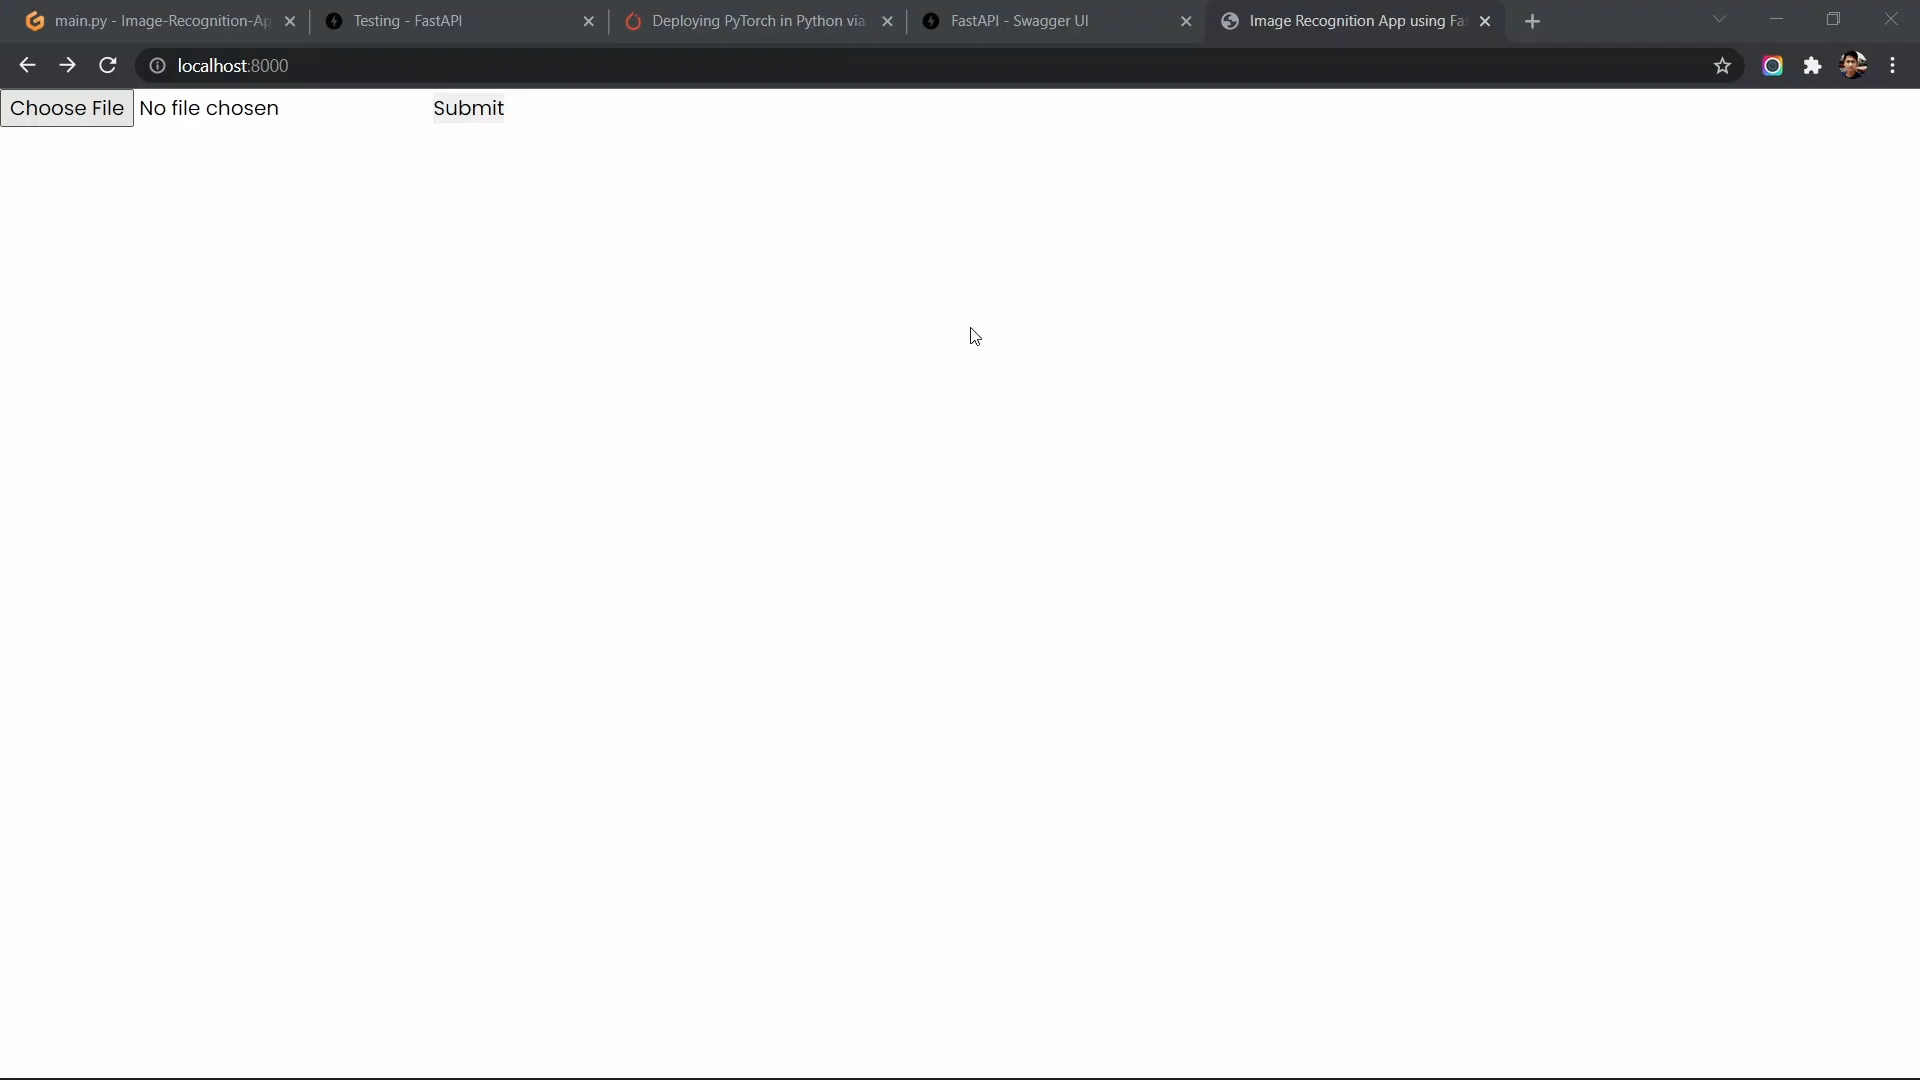 main.py - Image-Recognition-Ap
Testing - FastAPI
Deploying PyTorch in Python via
FastAPI - Swagger UI
Image Recognition App using Fas
localhost:8000
Choose File No file chosen Submit